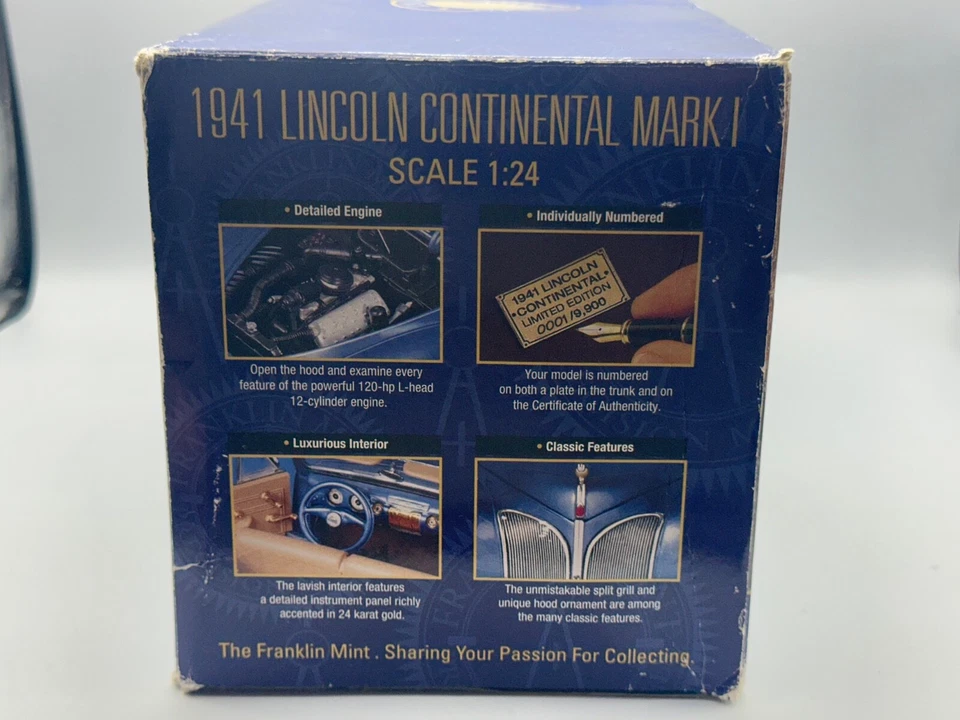 1941 LINCOLN CONTINENTAL MARK I
SCALE 1:24
• Detailed Engine
Open the hood and examine every
feature of the powerful 120-hp L-head
12-cylinder engine.
• Individually Numbered
1941 LINCOLN
•CONTINENTAL•
LIMITED EDITION
0001/9,900
Your model is numbered
on both a plate in the trunk and on
the Certificate of Authenticity.
• Luxurious Interior
The lavish interior features
a detailed instrument panel richly
accented in 24 karat gold.
• Classic Features
The unmistakable split grill and
unique hood ornament are among
the many classic features.
The Franklin Mint . Sharing Your Passion For Collecting.